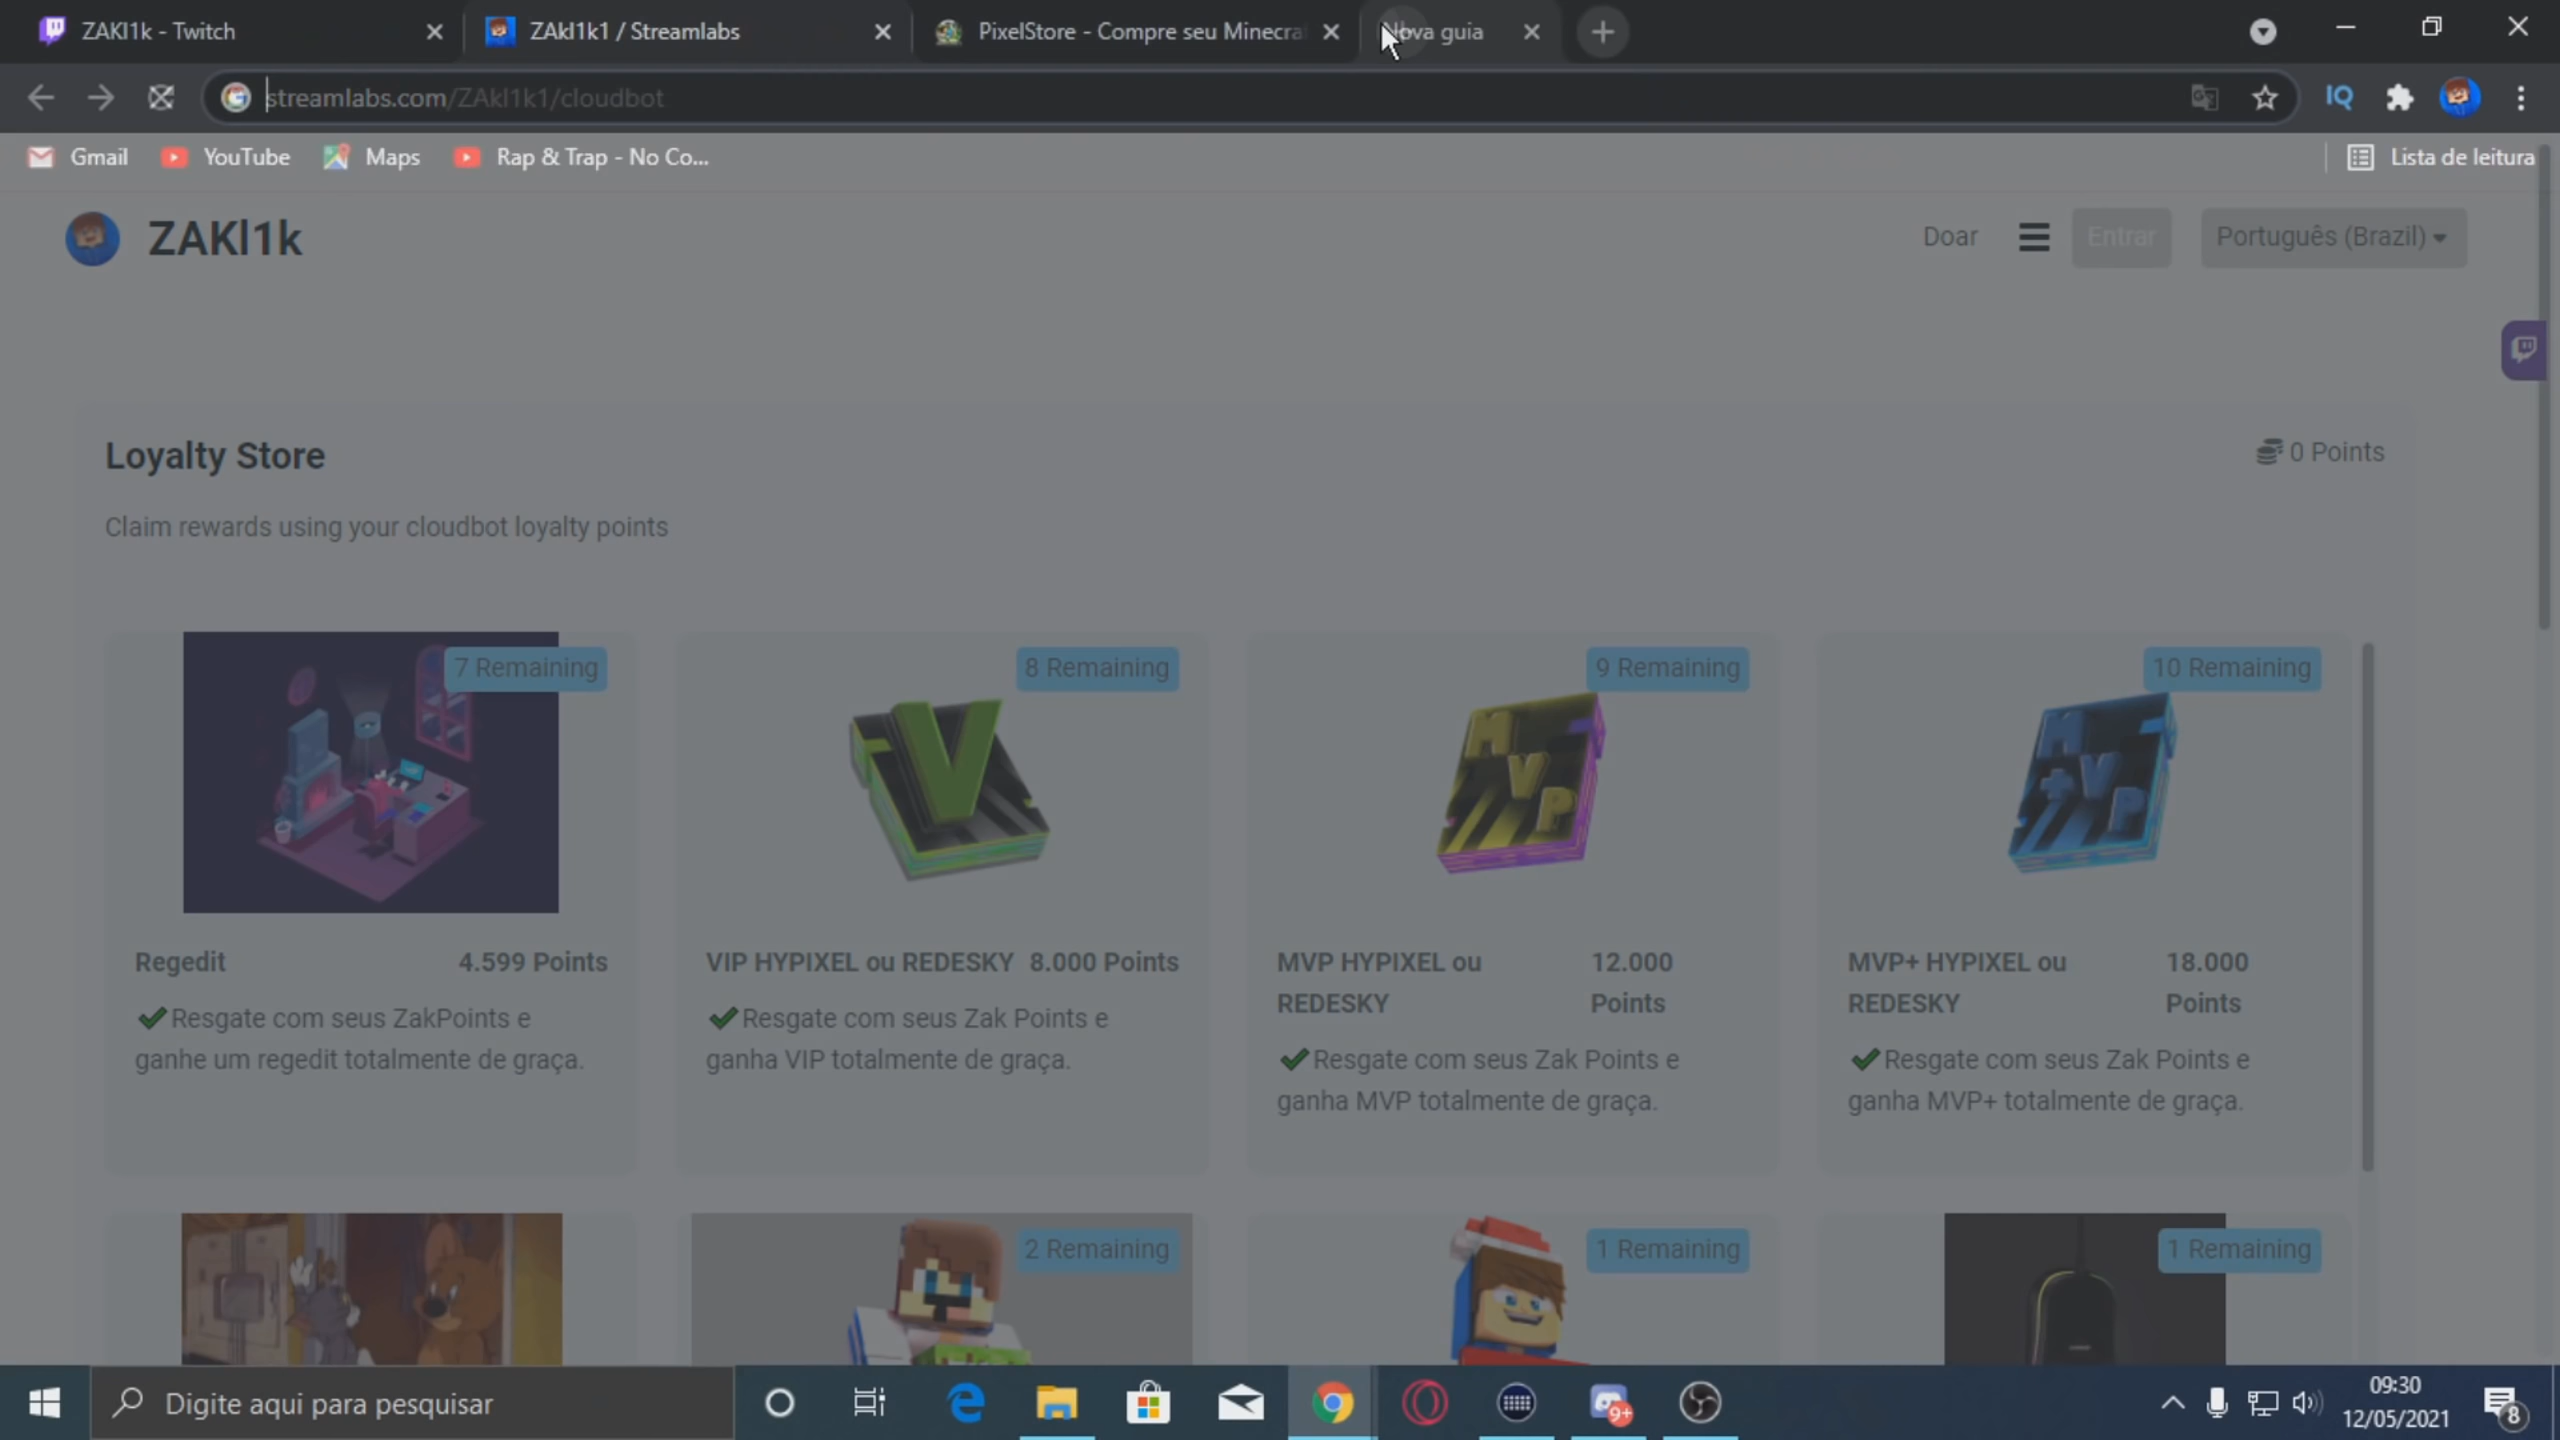 ZAKl1k - Twitch
ZAkl1k1 / Streamlabs
PixelStore - Compre seu Minecra
Nova guia
streamlabs.com/ZAkl1k1/cloudbot
IQ
Gmail
YouTube
Maps
Rap & Trap - No Co...
Lista de leitura
ZAKl1k
Doar
Entrar
Português (Brazil)
Loyalty Store
0 Points
Claim rewards using your cloudbot loyalty points
7 Remaining
8 Remaining
9 Remaining
10 Remaining
V
M
V
P
M
+V
P
Regedit 4.599 Points
✔Resgate com seus ZakPoints e
ganhe um regedit totalmente de graça.
VIP HYPIXEL ou REDESKY 8.000 Points
✔Resgate com seus Zak Points e
ganha VIP totalmente de graça.
MVP HYPIXEL ou 12.000
REDESKY Points
✔Resgate com seus Zak Points e
ganha MVP totalmente de graça.
MVP+ HYPIXEL ou 18.000
REDESKY Points
✔Resgate com seus Zak Points e
ganha MVP+ totalmente de graça.
2 Remaining
1 Remaining
1 Remaining
Digite aqui para pesquisar
9+
09:30
12/05/2021
8